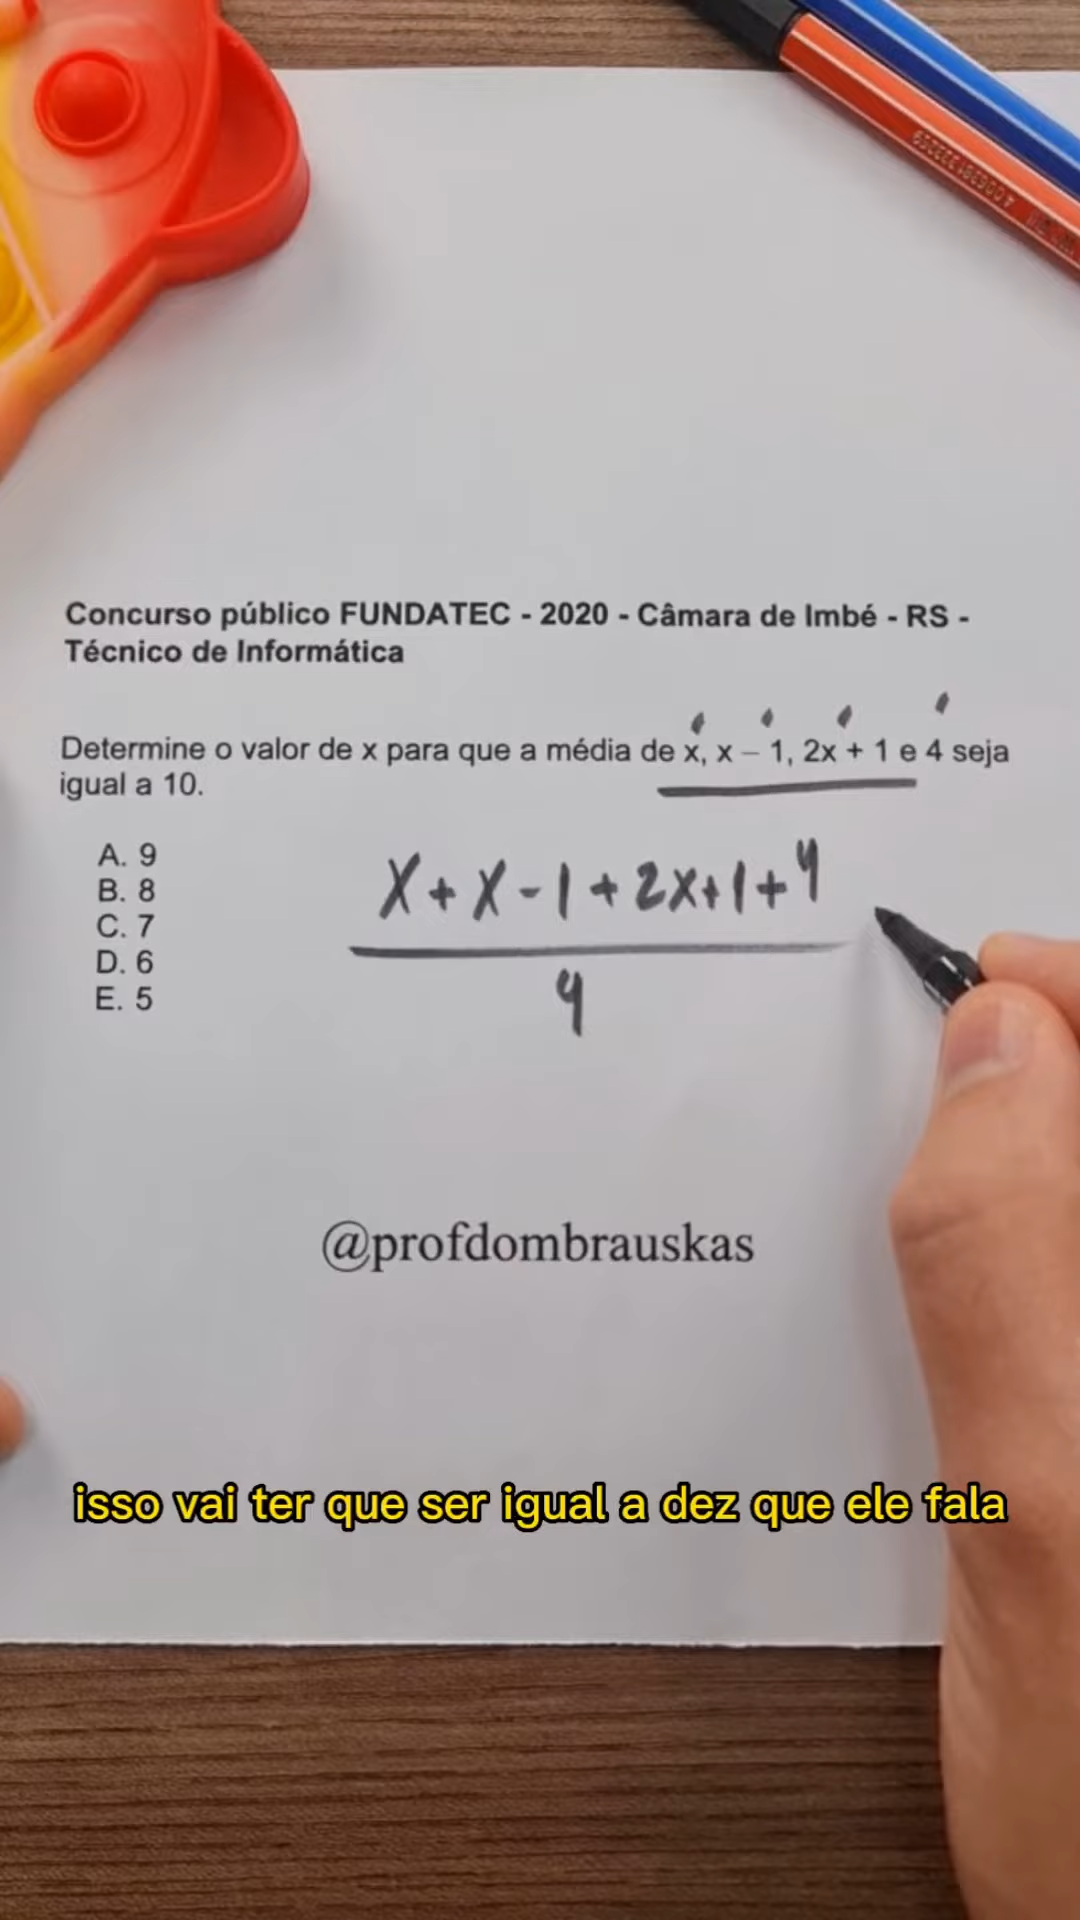 4006381333259
Concurso público FUNDATEC - 2020 - Câmara de Imbé - RS -
Técnico de Informática
Determine o valor de x para que a média de x, x – 1, 2x + 1 e 4 seja
igual a 10.
A. 9
B. 8
C. 7
D. 6
E. 5
x + x - 1 + 2x + 1 + 4
4
@profdombrauskas
isso vai ter que ser igual a dez que ele fala